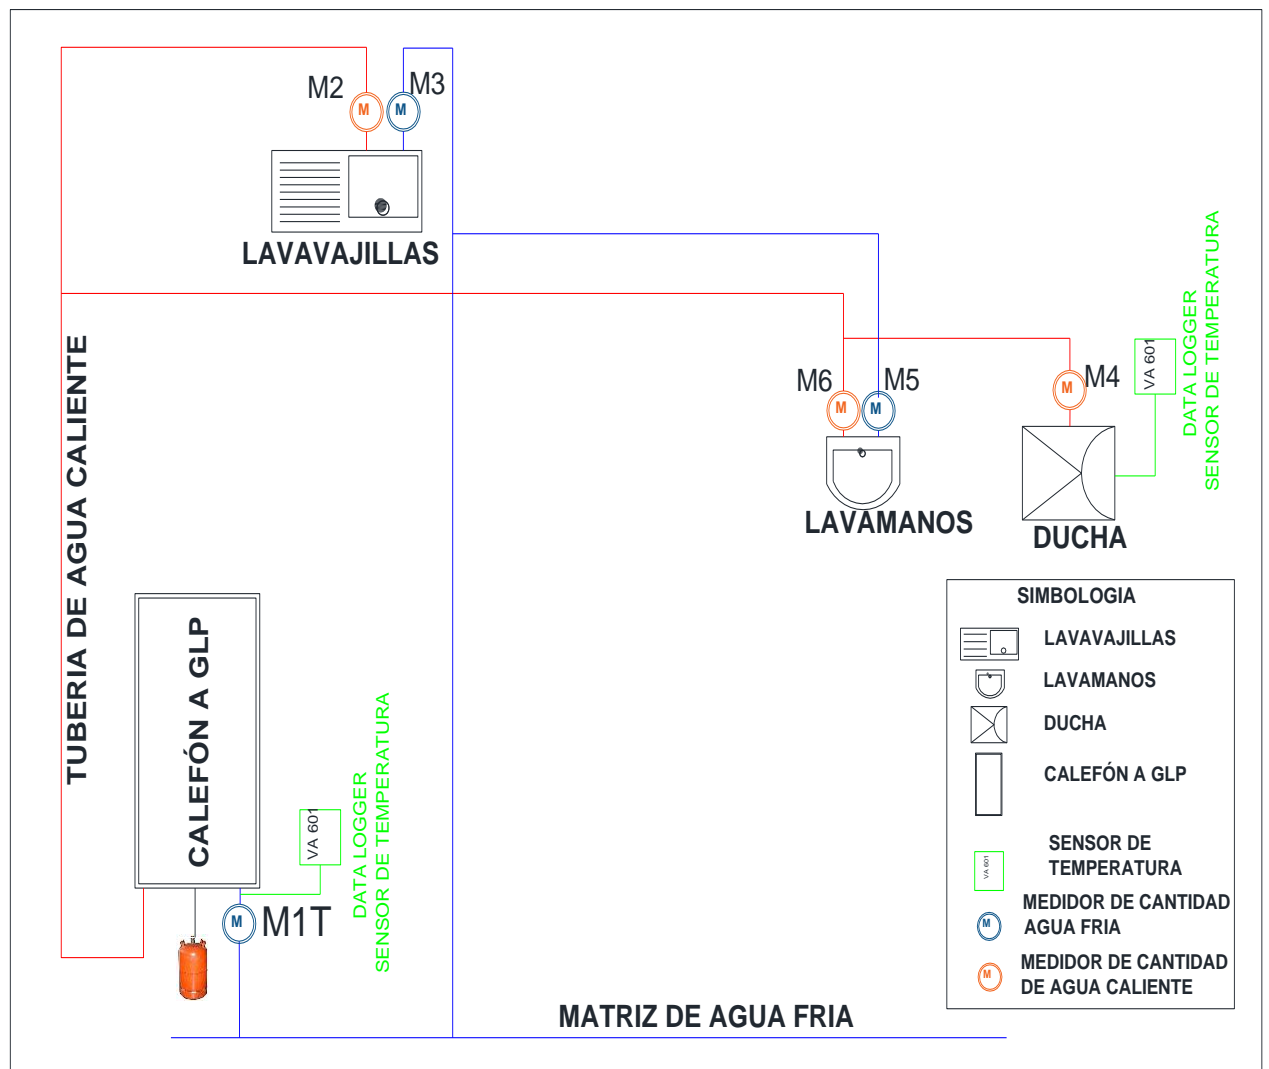 M2
M3
M
M
LAVAVAJILLAS
TUBERIA DE AGUA CALIENTE
M6
M5
M4
M
M
M
VA 601
DATA LOGGER
SENSOR DE TEMPERATURA
LAVAMANOS
DUCHA
CALEFÓN A GLP
VA 601
DATA LOGGER
SENSOR DE TEMPERATURA
M
M1T
MATRIZ DE AGUA FRIA
SIMBOLOGIA
LAVAVAJILLAS
LAVAMANOS
DUCHA
CALEFÓN A GLP
VA 601
SENSOR DE
TEMPERATURA
M
MEDIDOR DE CANTIDAD
AGUA FRIA
M
MEDIDOR DE CANTIDAD
DE AGUA CALIENTE